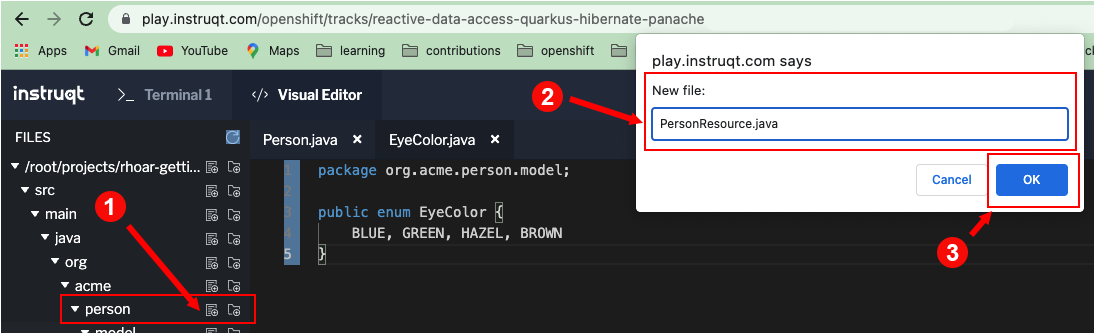 play.instruqt.com/openshift/tracks/reactive-data-access-quarkus-hibernate-panache
Apps Gmail YouTube Maps learning contributions openshift
play.instruqt.com says
New file:
2
PersonResource.java
Cancel OK
3
instruqt >_ Terminal 1 </> Visual Editor
FILES
Person.java × EyeColor.java ×
/root/projects/rhoar-getti...
src
main
java
org
acme
person
model
1
1 package org.acme.person.model;
2
3 public enum EyeColor {
4 BLUE, GREEN, HAZEL, BROWN
5 }